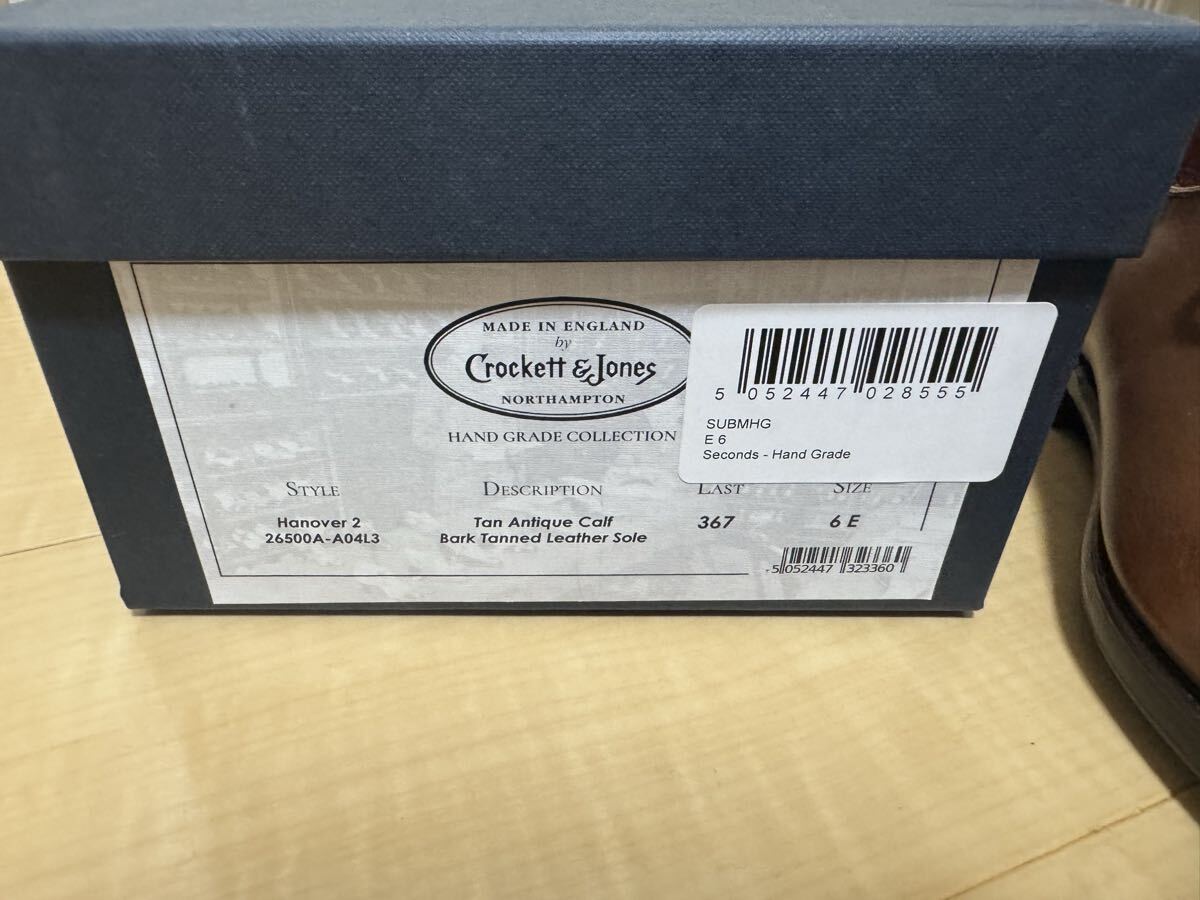 MADE IN ENGLAND
by
Crockett & Jones
NORTHAMPTON
HAND GRADE COLLECTION
5 052447 028555
SUBMHG
E 6
Seconds - Hand Grade
STYLE DESCRIPTION LAST SIZE
Hanover 2 Tan Antique Calf 367 6 E
26500A-A04L3 Bark Tanned Leather Sole
5 052447 323360